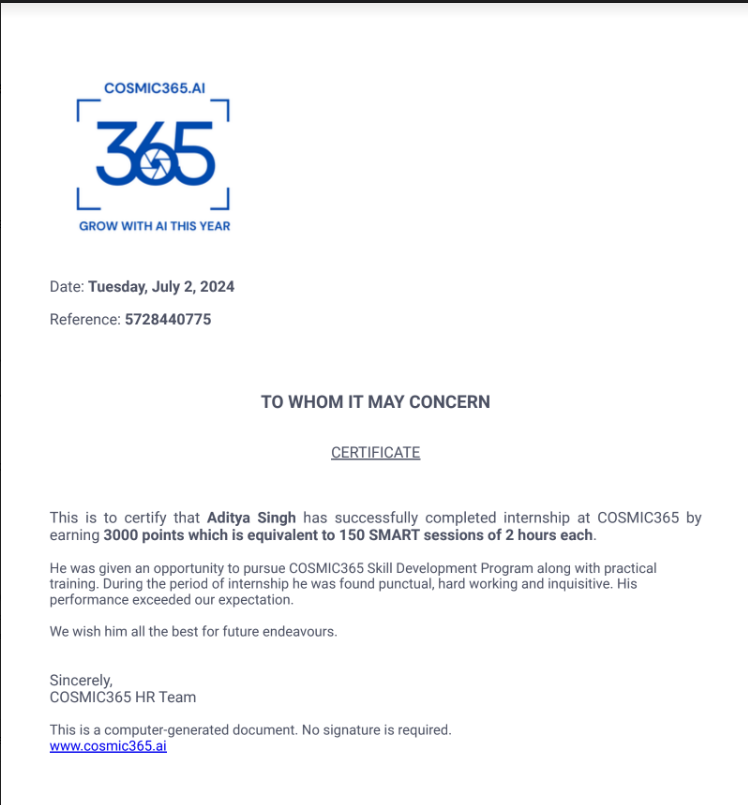 COSMIC365.AI
365
GROW WITH AI THIS YEAR
Date: Tuesday, July 2, 2024
Reference: 5728440775
TO WHOM IT MAY CONCERN
CERTIFICATE
This is to certify that Aditya Singh has successfully completed internship at COSMIC365 by
earning 3000 points which is equivalent to 150 SMART sessions of 2 hours each.
He was given an opportunity to pursue COSMIC365 Skill Development Program along with practical
training. During the period of internship he was found punctual, hard working and inquisitive. His
performance exceeded our expectation.
We wish him all the best for future endeavours.
Sincerely,
COSMIC365 HR Team
This is a computer-generated document. No signature is required.
www.cosmic365.ai